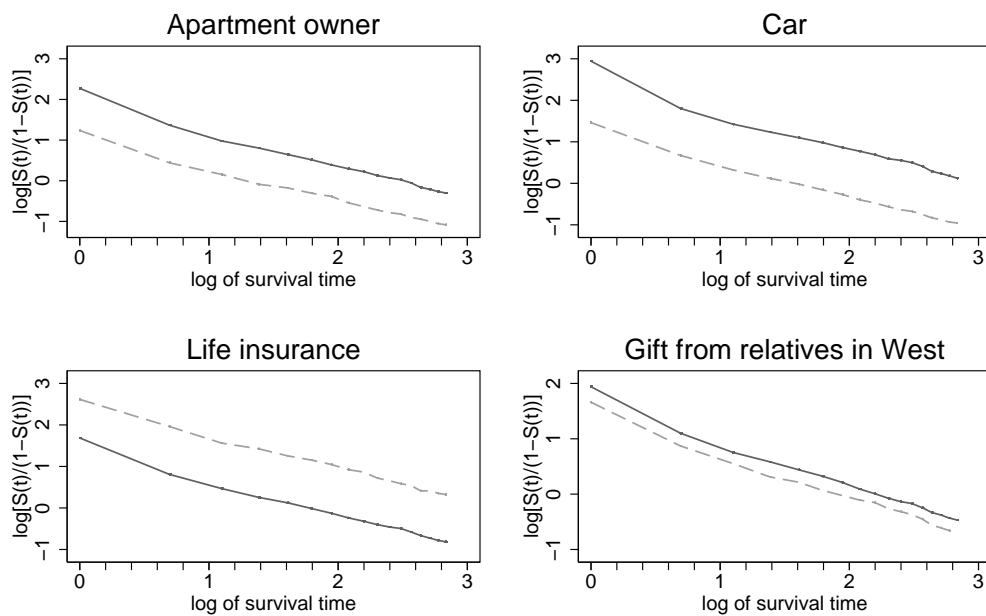 Apartment owner
log[S(t)/(1−S(t))]
3
2
1
0
−1
0
1
2
3
log of survival time
Car
log[S(t)/(1−S(t))]
3
2
1
0
−1
0
1
2
3
log of survival time
Life insurance
log[S(t)/(1−S(t))]
3
2
1
0
−1
0
1
2
3
log of survival time
Gift from relatives in West
log[S(t)/(1−S(t))]
2
1
0
−1
0
1
2
3
log of survival time